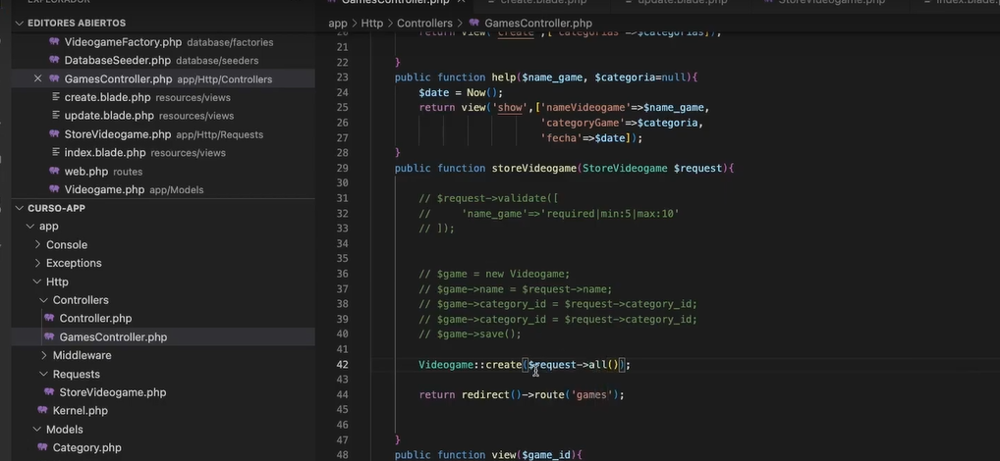 EXPLORADOR
EDITORES ABIERTOS
VideogameFactory.php database/factories
DatabaseSeeder.php database/seeders
GamesController.php app/Http/Controllers
create.blade.php resources/views
update.blade.php resources/views
StoreVideogame.php app/Http/Requests
index.blade.php resources/views
web.php routes
Videogame.php app/Models
CURSO-APP
app
Console
Exceptions
Http
Controllers
Controller.php
GamesController.php
Middleware
Requests
StoreVideogame.php
Kernel.php
Models
Category.php
GamesController.php create.blade.php update.blade.php StoreVideogame.php index.blade
app > Http > Controllers > GamesController.php
20 return view('create',['categorias'=>$categorias]);
21
22 }
23 public function help($name_game, $categoria=null){
24 $date = Now();
25 return view('show',['nameVideogame'=>$name_game,
26 'categoryGame'=>$categoria,
27 'fecha'=>$date]);
28 }
29 public function storeVideogame(StoreVideogame $request){
30
31 // $request->validate([
32 // 'name_game'=>'required|min:5|max:10'
33 // ]);
34
35
36 // $game = new Videogame;
37 // $game->name = $request->name;
38 // $game->category_id = $request->category_id;
39 // $game->category_id = $request->category_id;
40 // $game->save();
41
42 Videogame::create($request->all());
43
44 return redirect()->route('games');
45
46
47 }
48 public function view($game_id){